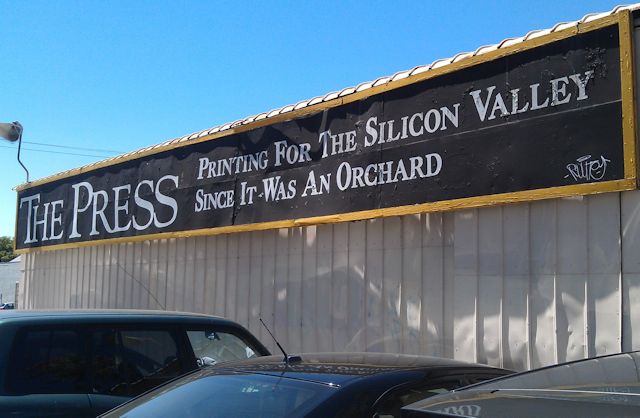 The Press
Printing For The Silicon Valley
Since It Was An Orchard